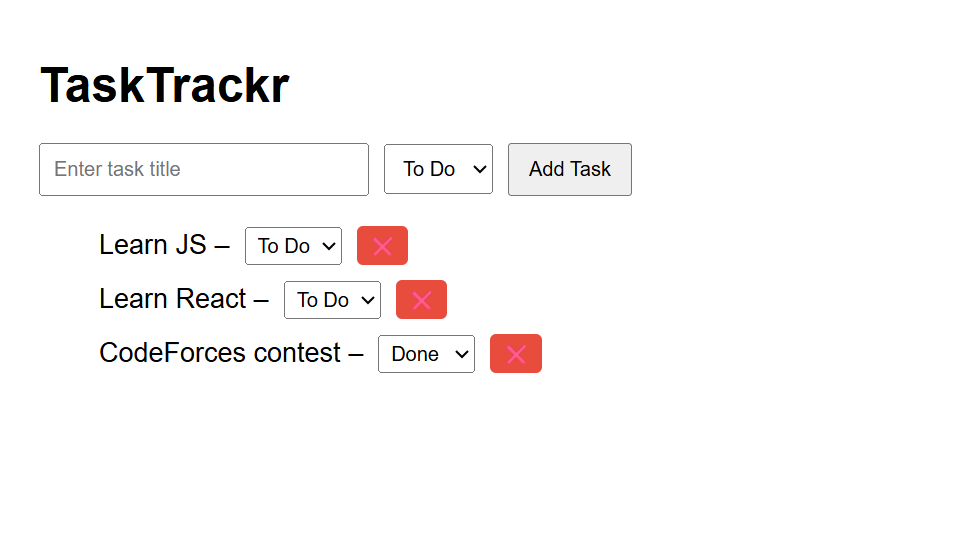 TaskTrackr
Enter task title To Do Add Task
Learn JS – To Do ❌
Learn React – To Do ❌
CodeForces contest – Done ❌